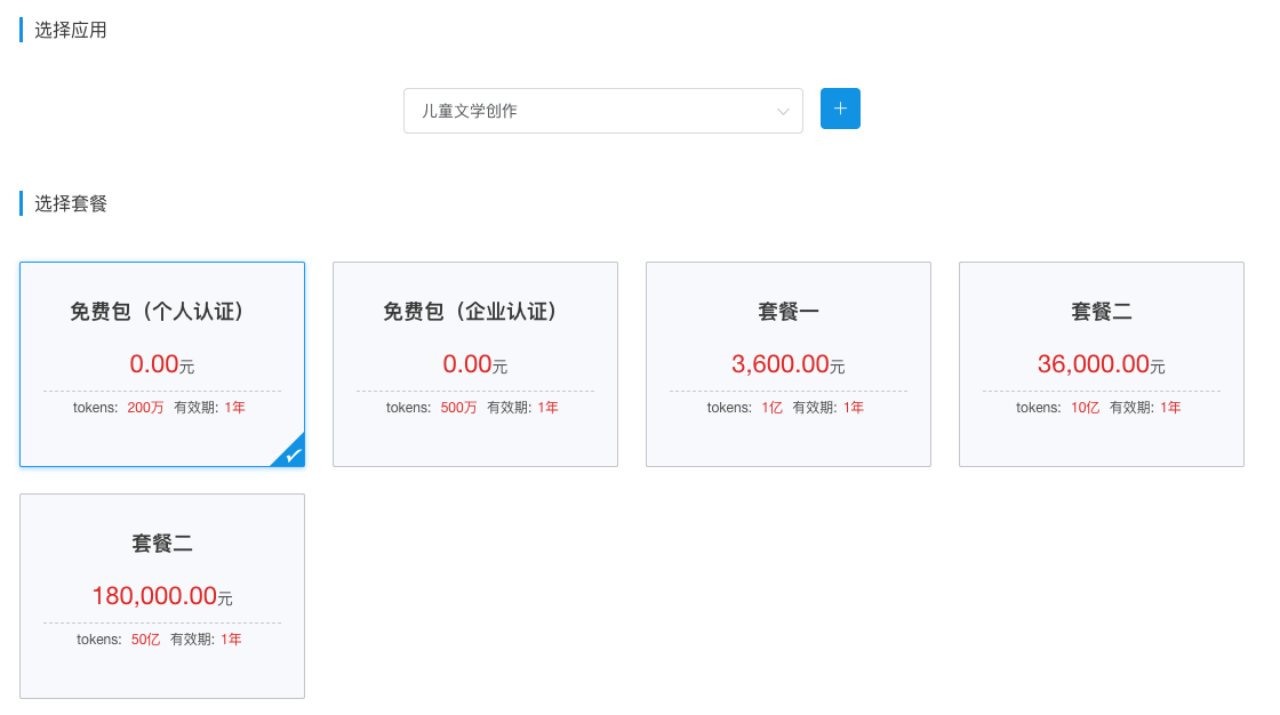 选择应用
儿童文学创作
选择套餐
免费包（个人认证）
0.00元
tokens: 200万 有效期: 1年
免费包（企业认证）
0.00元
tokens: 500万 有效期: 1年
套餐一
3,600.00元
tokens: 1亿 有效期: 1年
套餐二
36,000.00元
tokens: 10亿 有效期: 1年
套餐二
180,000.00元
tokens: 50亿 有效期: 1年